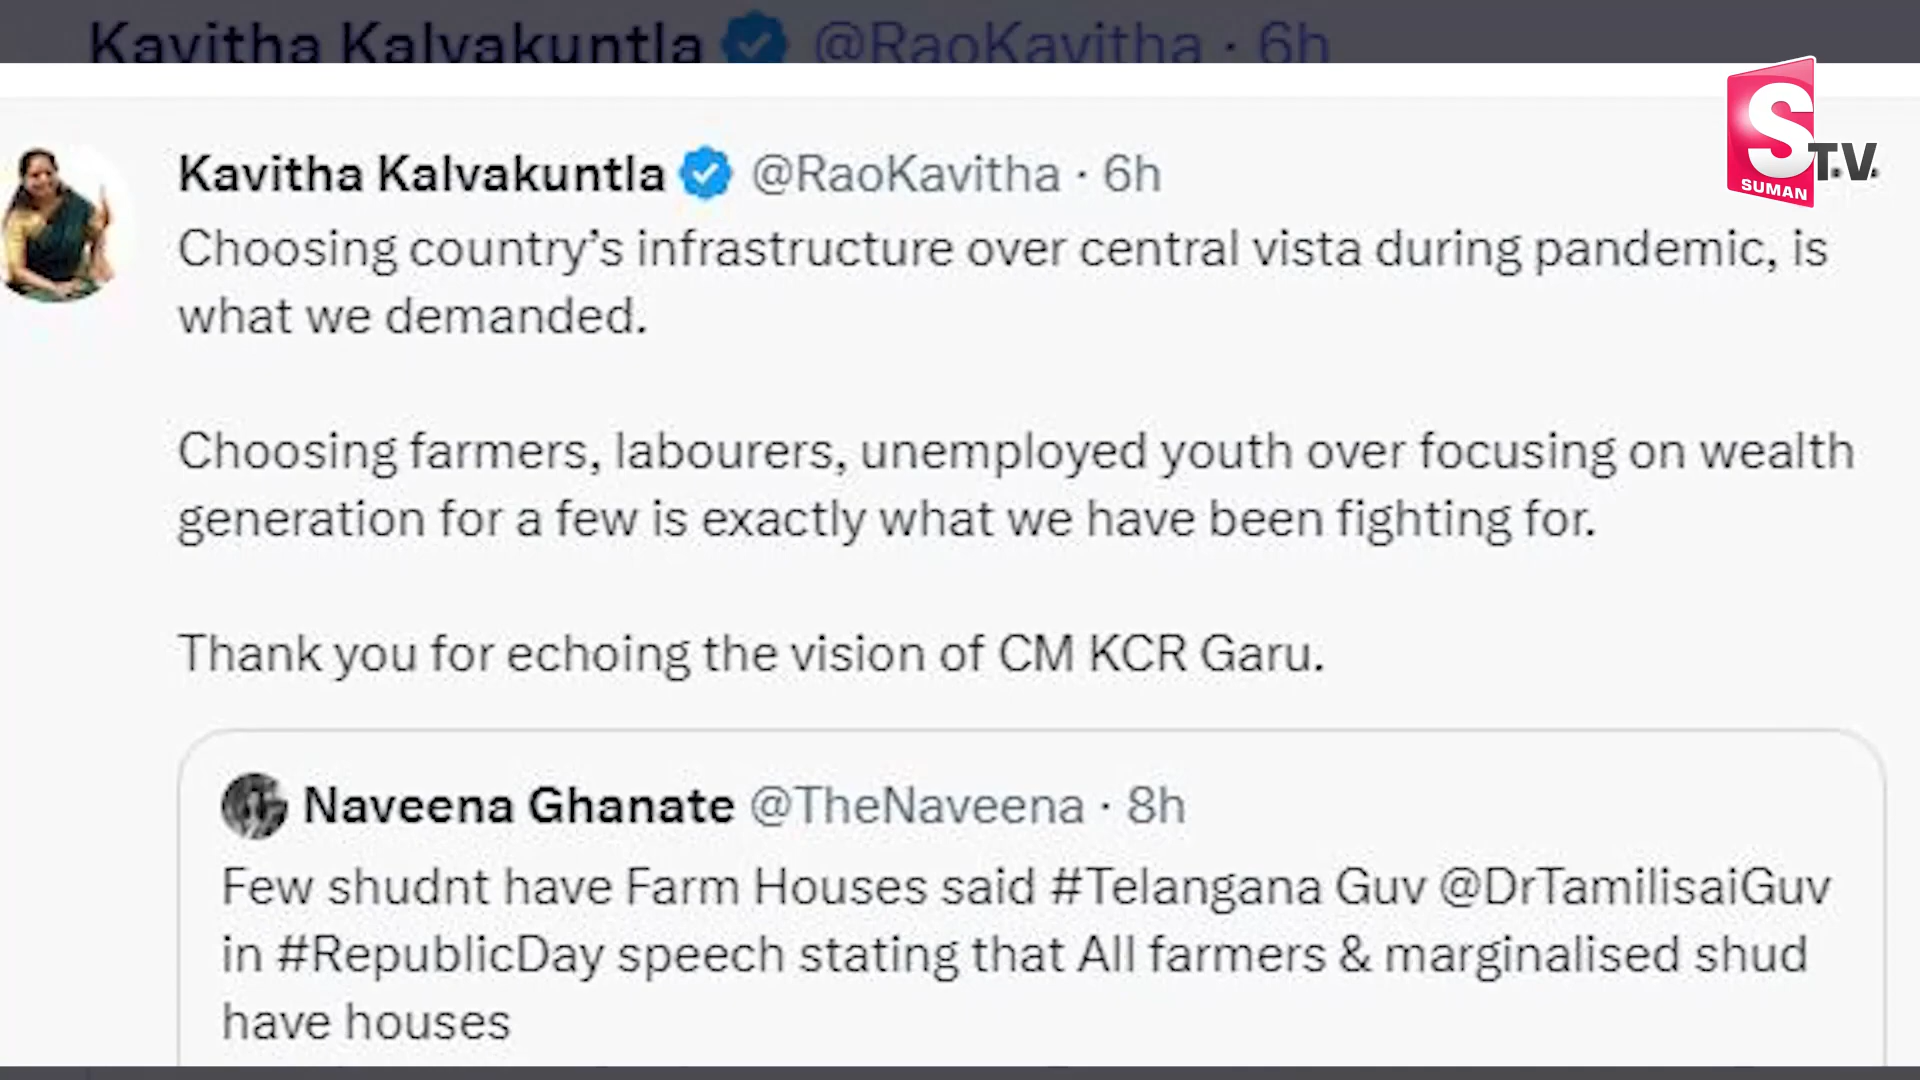 Kavitha Kalvakuntla @RaoKavitha · 6h
S
SUMAN
T.V.
Kavitha Kalvakuntla @RaoKavitha · 6h
Choosing country’s infrastructure over central vista during pandemic, is
what we demanded.
Choosing farmers, labourers, unemployed youth over focusing on wealth
generation for a few is exactly what we have been fighting for.
Thank you for echoing the vision of CM KCR Garu.
Naveena Ghanate @TheNaveena · 8h
Few shudnt have Farm Houses said #Telangana Guv @DrTamilisaiGuv
in #RepublicDay speech stating that All farmers & marginalised shud
have houses